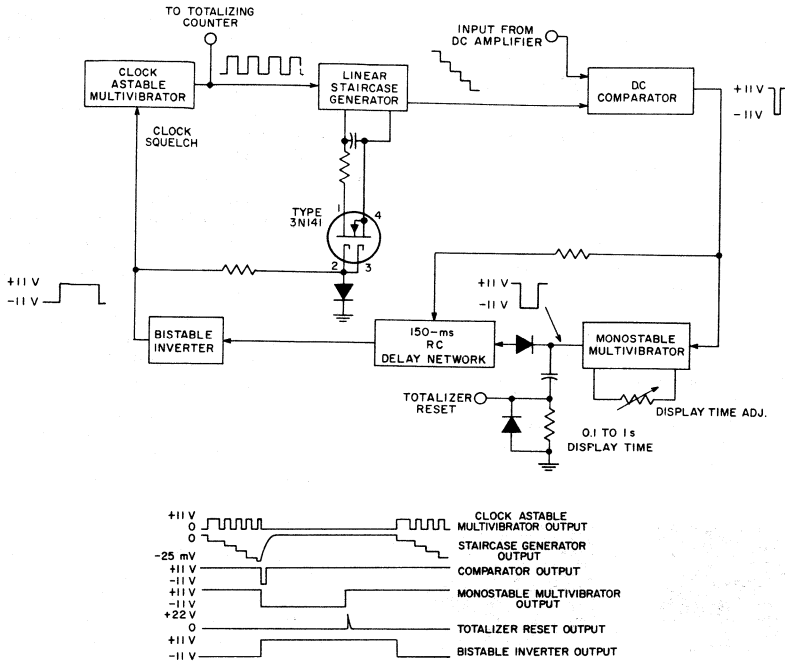 TO TOTALIZING
COUNTER
INPUT FROM
DC AMPLIFIER
CLOCK
ASTABLE
MULTIVIBRATOR
LINEAR
STAIRCASE
GENERATOR
DC
COMPARATOR
+11 V
-11 V
CLOCK
SQUELCH
TYPE
3N141
1
4
2
3
+11 V
-11 V
+11 V
-11 V
BISTABLE
INVERTER
150-ms
RC
DELAY NETWORK
MONOSTABLE
MULTIVIBRATOR
TOTALIZER
RESET
DISPLAY TIME ADJ.
0.1 TO 1 s
DISPLAY TIME
+11 V
0
CLOCK ASTABLE
MULTIVIBRATOR OUTPUT
0
-25 mV
STAIRCASE GENERATOR
OUTPUT
+11 V
-11 V
COMPARATOR OUTPUT
+11 V
-11 V
MONOSTABLE MULTIVIBRATOR
OUTPUT
+22 V
0
TOTALIZER RESET OUTPUT
+11 V
-11 V
BISTABLE INVERTER OUTPUT